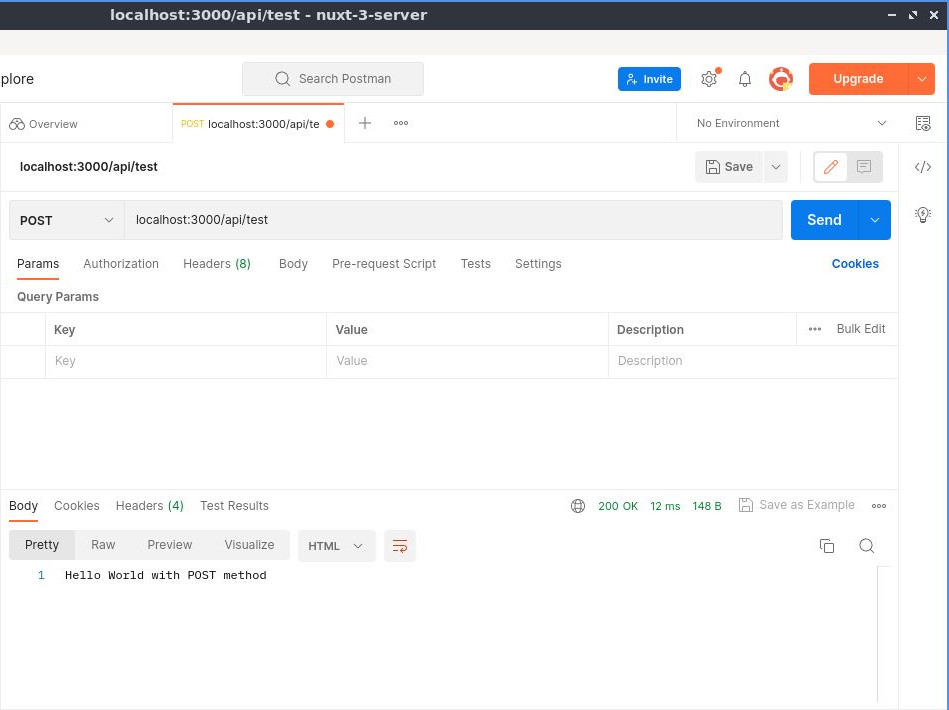 localhost:3000/api/test - nuxt-3-server
plore
Search Postman
Invite
Upgrade
Overview
POST localhost:3000/api/te
No Environment
localhost:3000/api/test
Save
POST
localhost:3000/api/test
Send
Params Authorization Headers (8) Body Pre-request Script Tests Settings Cookies
Query Params
Key Value Description Bulk Edit
Key Value Description
Body Cookies Headers (4) Test Results 200 OK 12 ms 148 B Save as Example
Pretty Raw Preview Visualize HTML
1 Hello World with POST method